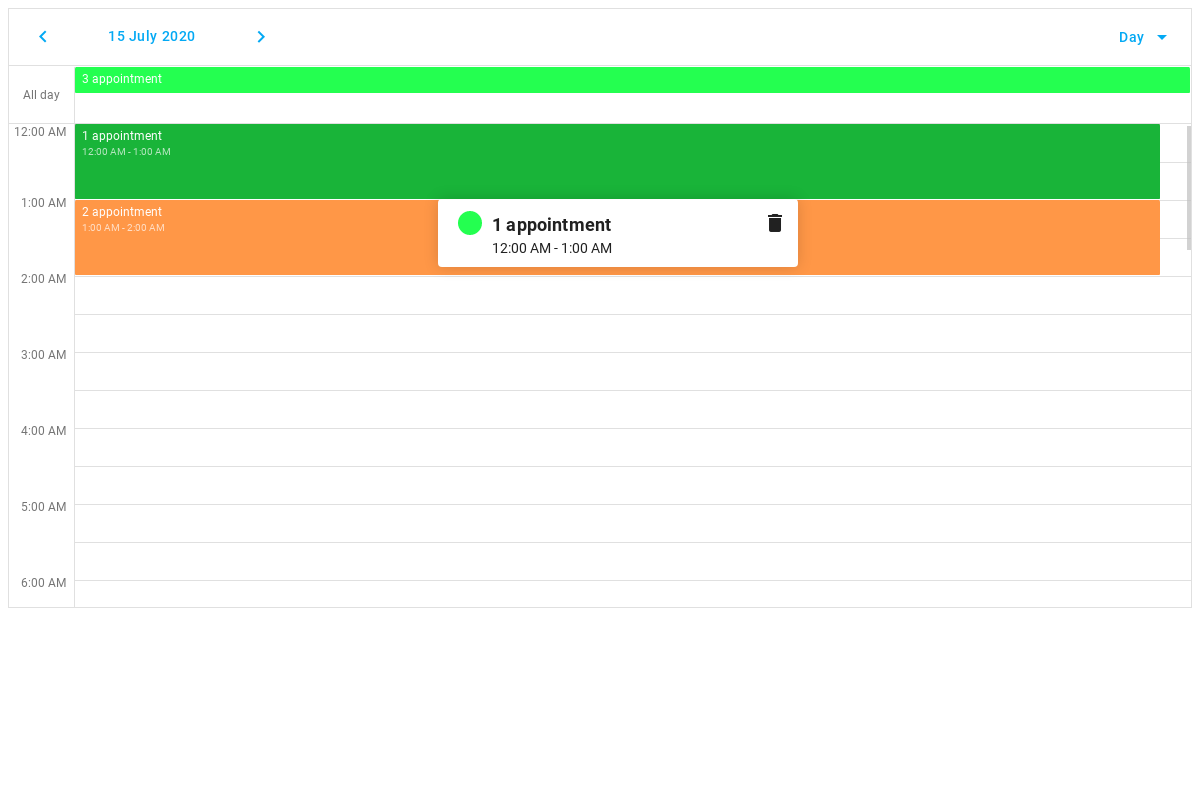 15 July 2020
Day
All day
3 appointment
12:00 AM
1 appointment
12:00 AM - 1:00 AM
1:00 AM
2 appointment
1:00 AM - 2:00 AM
1 appointment
12:00 AM - 1:00 AM
2:00 AM
3:00 AM
4:00 AM
5:00 AM
6:00 AM